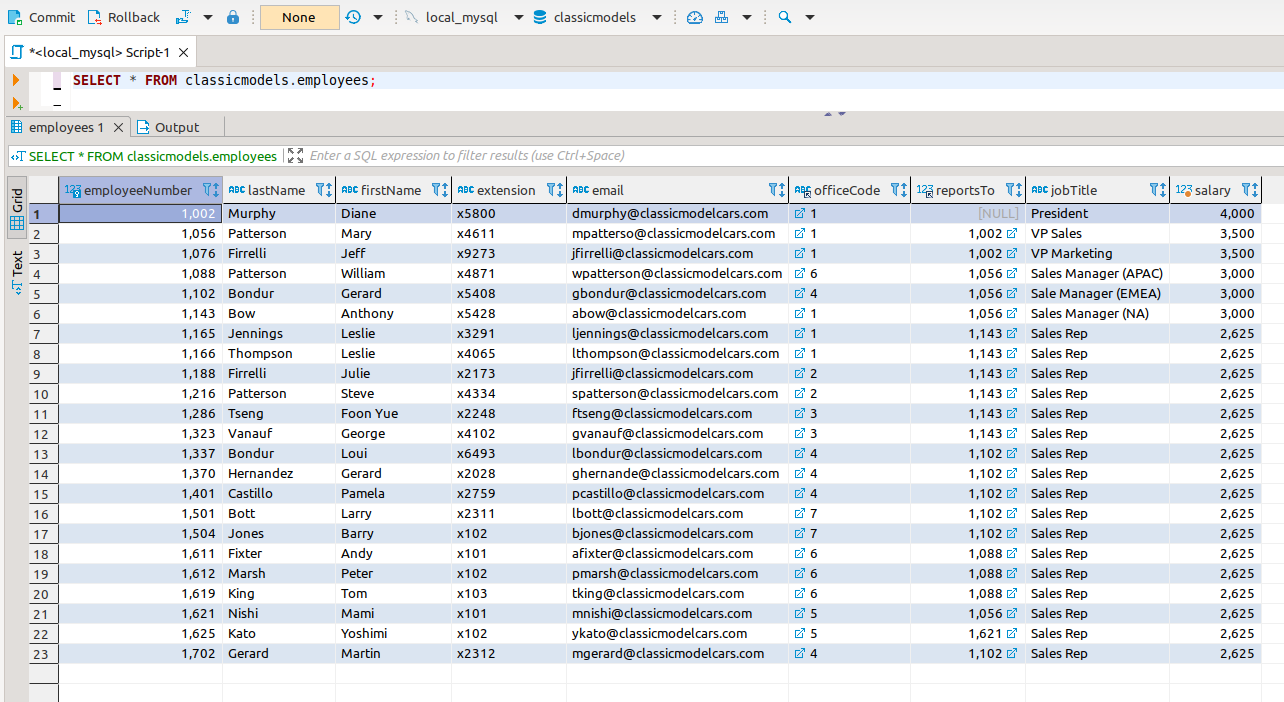 Commit Rollback None local_mysql classicmodels
*<local_mysql> Script-1
SELECT * FROM classicmodels.employees;
employees 1 Output
SELECT * FROM classicmodels.employees Enter a SQL expression to filter results (use Ctrl+Space)
Grid
Text
123 employeeNumber ABC lastName ABC firstName ABC extension ABC email ABC officeCode 123 reportsTo ABC jobTitle 123 salary
1 1,002 Murphy Diane x5800 dmurphy@classicmodelcars.com 1 [NULL] President 4,000
2 1,056 Patterson Mary x4611 mpatterso@classicmodelcars.com 1 1,002 VP Sales 3,500
3 1,076 Firrelli Jeff x9273 jfirrelli@classicmodelcars.com 1 1,002 VP Marketing 3,500
4 1,088 Patterson William x4871 wpatterson@classicmodelcars.com 6 1,056 Sales Manager (APAC) 3,000
5 1,102 Bondur Gerard x5408 gbondur@classicmodelcars.com 4 1,056 Sale Manager (EMEA) 3,000
6 1,143 Bow Anthony x5428 abow@classicmodelcars.com 1 1,056 Sales Manager (NA) 3,000
7 1,165 Jennings Leslie x3291 ljennings@classicmodelcars.com 1 1,143 Sales Rep 2,625
8 1,166 Thompson Leslie x4065 lthompson@classicmodelcars.com 1 1,143 Sales Rep 2,625
9 1,188 Firrelli Julie x2173 jfirrelli@classicmodelcars.com 2 1,143 Sales Rep 2,625
10 1,216 Patterson Steve x4334 spatterson@classicmodelcars.com 2 1,143 Sales Rep 2,625
11 1,286 Tseng Foon Yue x2248 ftseng@classicmodelcars.com 3 1,143 Sales Rep 2,625
12 1,323 Vanauf George x4102 gvanauf@classicmodelcars.com 3 1,143 Sales Rep 2,625
13 1,337 Bondur Loui x6493 lbondur@classicmodelcars.com 4 1,102 Sales Rep 2,625
14 1,370 Hernandez Gerard x2028 ghernande@classicmodelcars.com 4 1,102 Sales Rep 2,625
15 1,401 Castillo Pamela x2759 pcastillo@classicmodelcars.com 4 1,102 Sales Rep 2,625
16 1,501 Bott Larry x2311 lbott@classicmodelcars.com 7 1,102 Sales Rep 2,625
17 1,504 Jones Barry x102 bjones@classicmodelcars.com 7 1,102 Sales Rep 2,625
18 1,611 Fixter Andy x101 afixter@classicmodelcars.com 6 1,088 Sales Rep 2,625
19 1,612 Marsh Peter x102 pmarsh@classicmodelcars.com 6 1,088 Sales Rep 2,625
20 1,619 King Tom x103 tking@classicmodelcars.com 6 1,088 Sales Rep 2,625
21 1,621 Nishi Mami x101 mnishi@classicmodelcars.com 5 1,056 Sales Rep 2,625
22 1,625 Kato Yoshimi x102 ykato@classicmodelcars.com 5 1,621 Sales Rep 2,625
23 1,702 Gerard Martin x2312 mgerard@classicmodelcars.com 4 1,102 Sales Rep 2,625